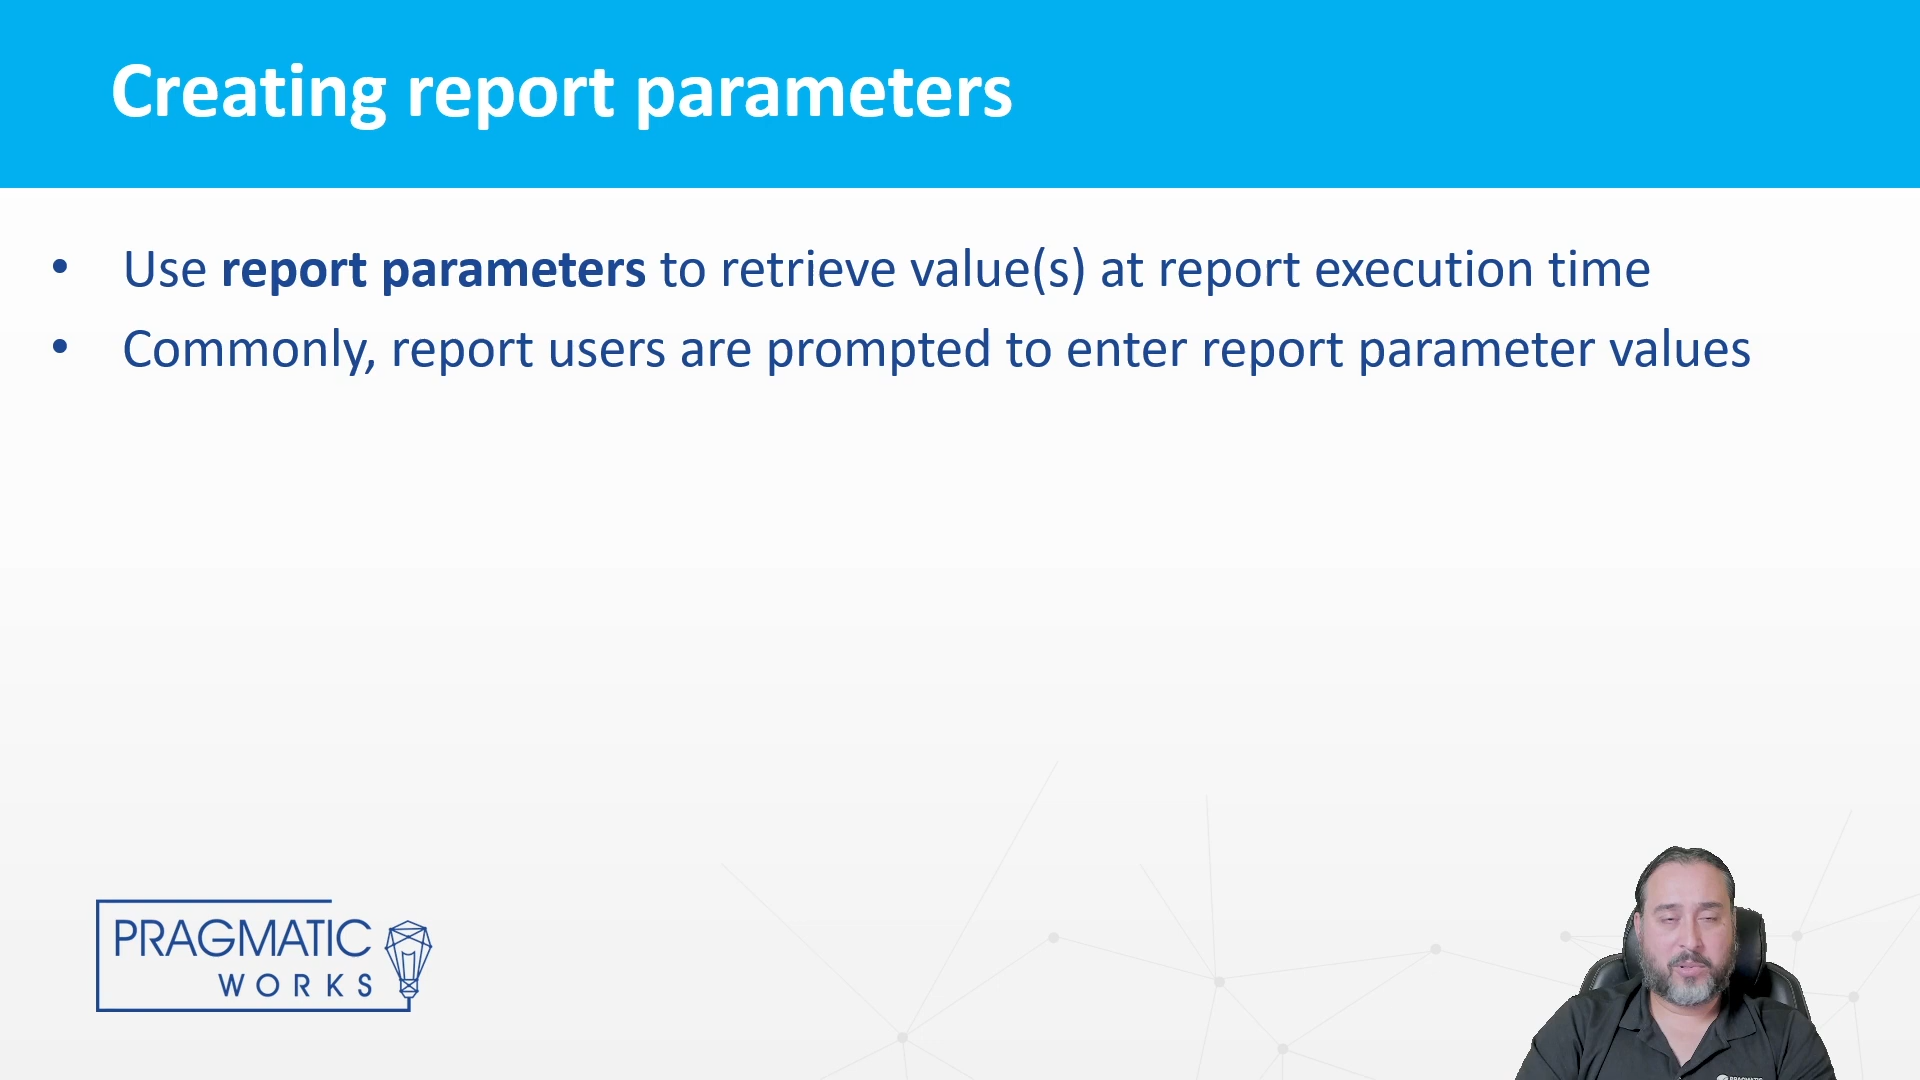 Creating report parameters
• Use report parameters to retrieve value(s) at report execution time
• Commonly, report users are prompted to enter report parameter values
PRAGMATIC
WORKS
PRAGMATIC